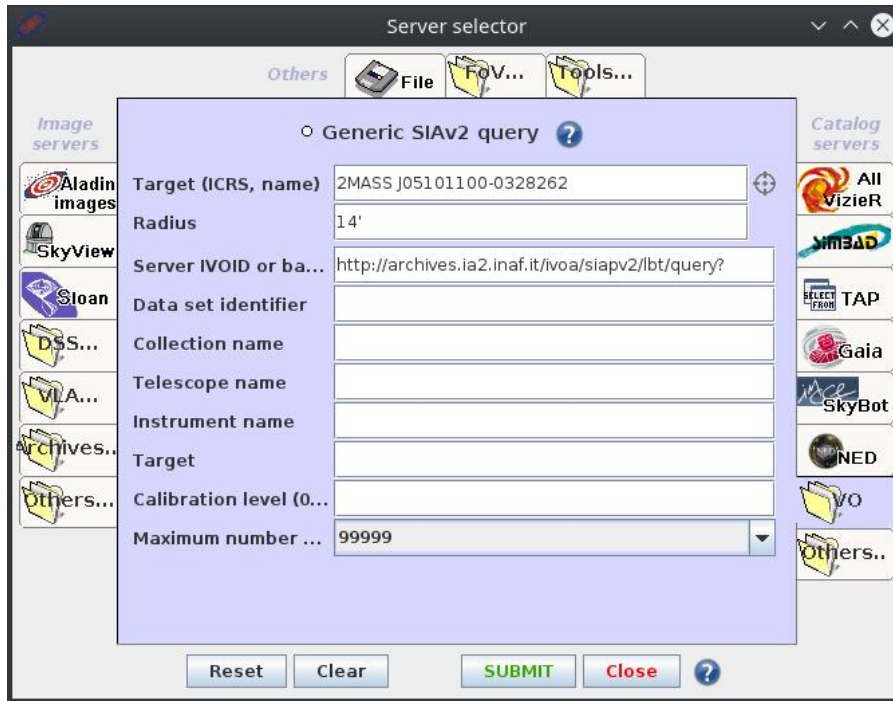 Server selector
Others
File
FoV...
Tools...
Image
servers
Catalog
servers
Generic SIAv2 query
?
Aladin
images
SkyView
Sloan
DSS...
VLA...
Archives..
Others...
Target (ICRS, name)
2MASS J05101100-0328262
Radius
14'
Server IVOID or ba...
http://archives.ia2.inaf.it/ivoa/siapv2/lbt/query?
Data set identifier
Collection name
Telescope name
Instrument name
Target
Calibration level (0...
Maximum number ...
99999
All
VizieR
SIMBAD
SELECT
FROM
TAP
Gaia
SkyBot
NED
VO
Others..
Reset
Clear
SUBMIT
Close
?